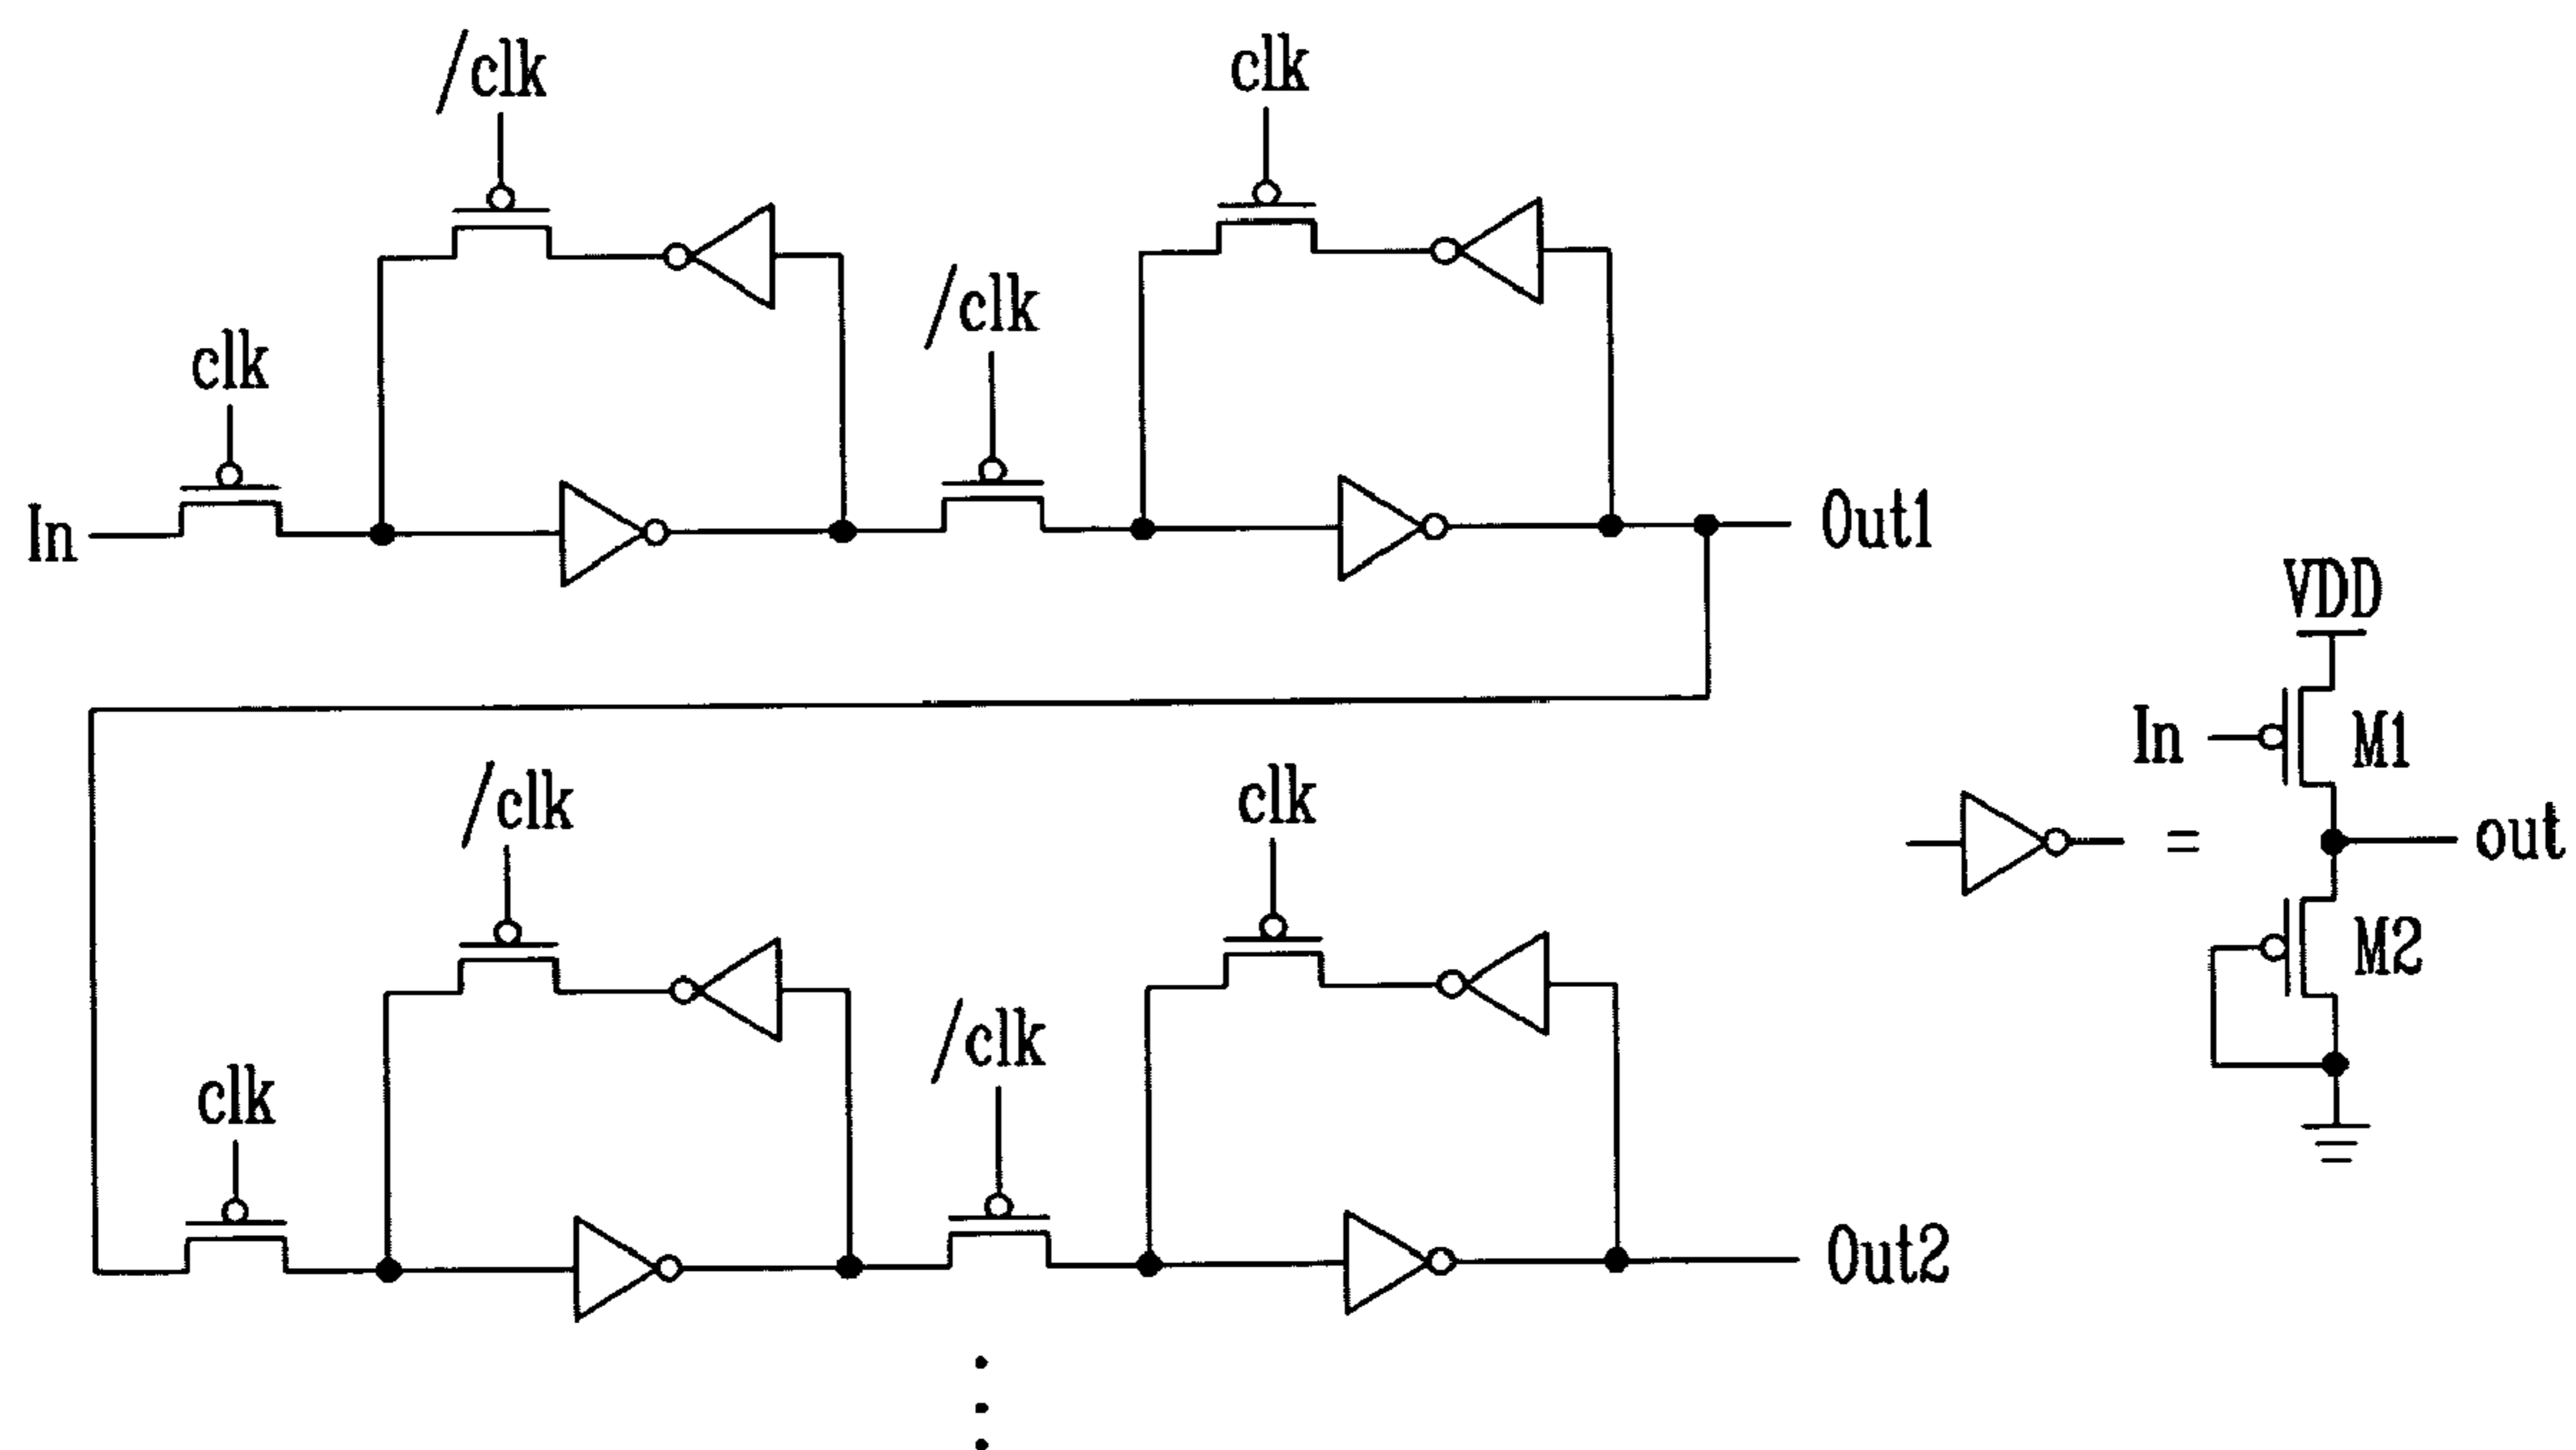 /clk
clk
/clk
clk
In
Out1
VDD
In
M1
=
out
M2
/clk
clk
/clk
clk
Out2